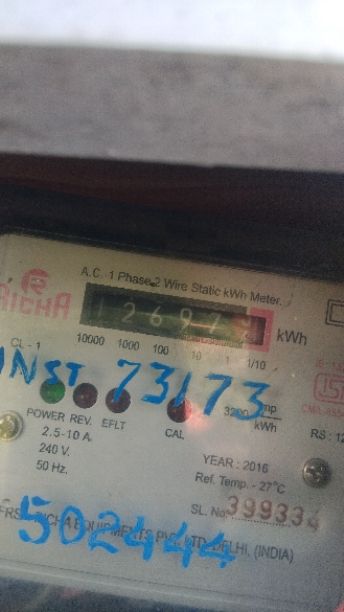 A.C. -1 Phase 2 Wire Static kWh Meter.
RICHA
12697
kWh
CL - 1
10000 1000 100 10 1 1/10
INST 73173
3200 imp
kWh
POWER REV. EFLT
CAL
2.5-10 A.
240 V.
50 Hz.
YEAR : 2016
Ref. Temp. - 27°C
SL. No. 399334
502444
DELHI, (INDIA)